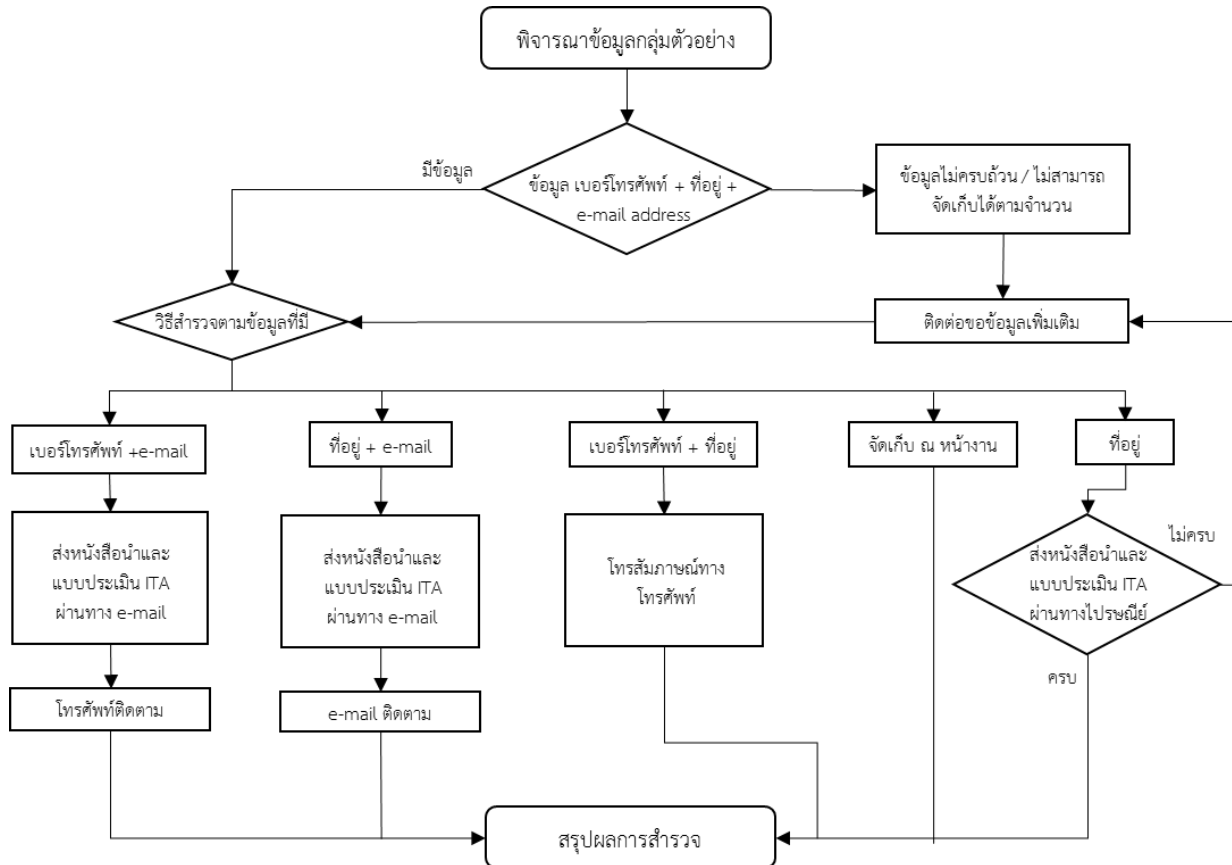 พิจารณาข้อมูลกลุ่มตัวอย่าง
มีข้อมูล
ข้อมูล เบอร์โทรศัพท์ + ที่อยู่ +
e-mail address
ข้อมูลไม่ครบถ้วน / ไม่สามารถ
จัดเก็บได้ตามจำนวน
วิธีสำรวจตามข้อมูลที่มี
ติดต่อขอข้อมูลเพิ่มเติม
เบอร์โทรศัพท์ +e-mail
ที่อยู่ + e-mail
เบอร์โทรศัพท์ + ที่อยู่
จัดเก็บ ณ หน้างาน
ที่อยู่
ส่งหนังสือนำและ
แบบประเมิน ITA
ผ่านทาง e-mail
ส่งหนังสือนำและ
แบบประเมิน ITA
ผ่านทาง e-mail
โทรสัมภาษณ์ทาง
โทรศัพท์
ส่งหนังสือนำและ
แบบประเมิน ITA
ผ่านทางไปรษณีย์
ไม่ครบ
ครบ
โทรศัพท์ติดตาม
e-mail ติดตาม
สรุปผลการสำรวจ